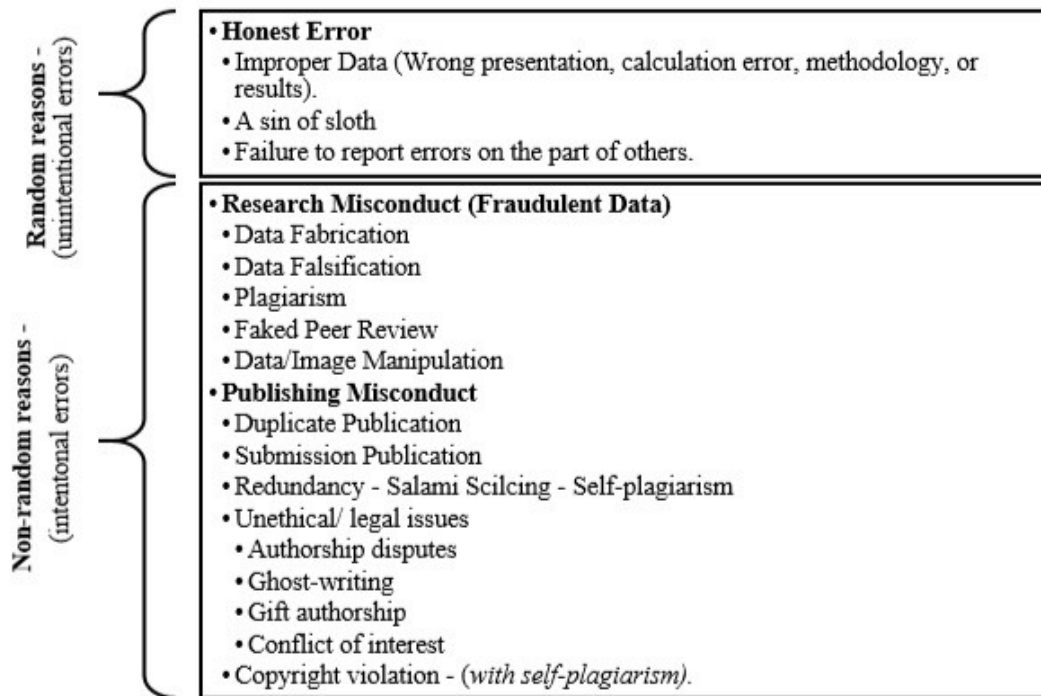 Random reasons -
(unintentional errors)
• Honest Error
• Improper Data (Wrong presentation, calculation error, methodology, or
results).
• A sin of sloth
• Failure to report errors on the part of others.
Non-random reasons -
(intentonal errors)
• Research Misconduct (Fraudulent Data)
• Data Fabrication
• Data Falsification
• Plagiarism
• Faked Peer Review
• Data/Image Manipulation
• Publishing Misconduct
• Duplicate Publication
• Submission Publication
• Redundancy - Salami Scilcing - Self-plagiarism
• Unethical/ legal issues
• Authorship disputes
• Ghost-writing
• Gift authorship
• Conflict of interest
• Copyright violation - (with self-plagiarism).